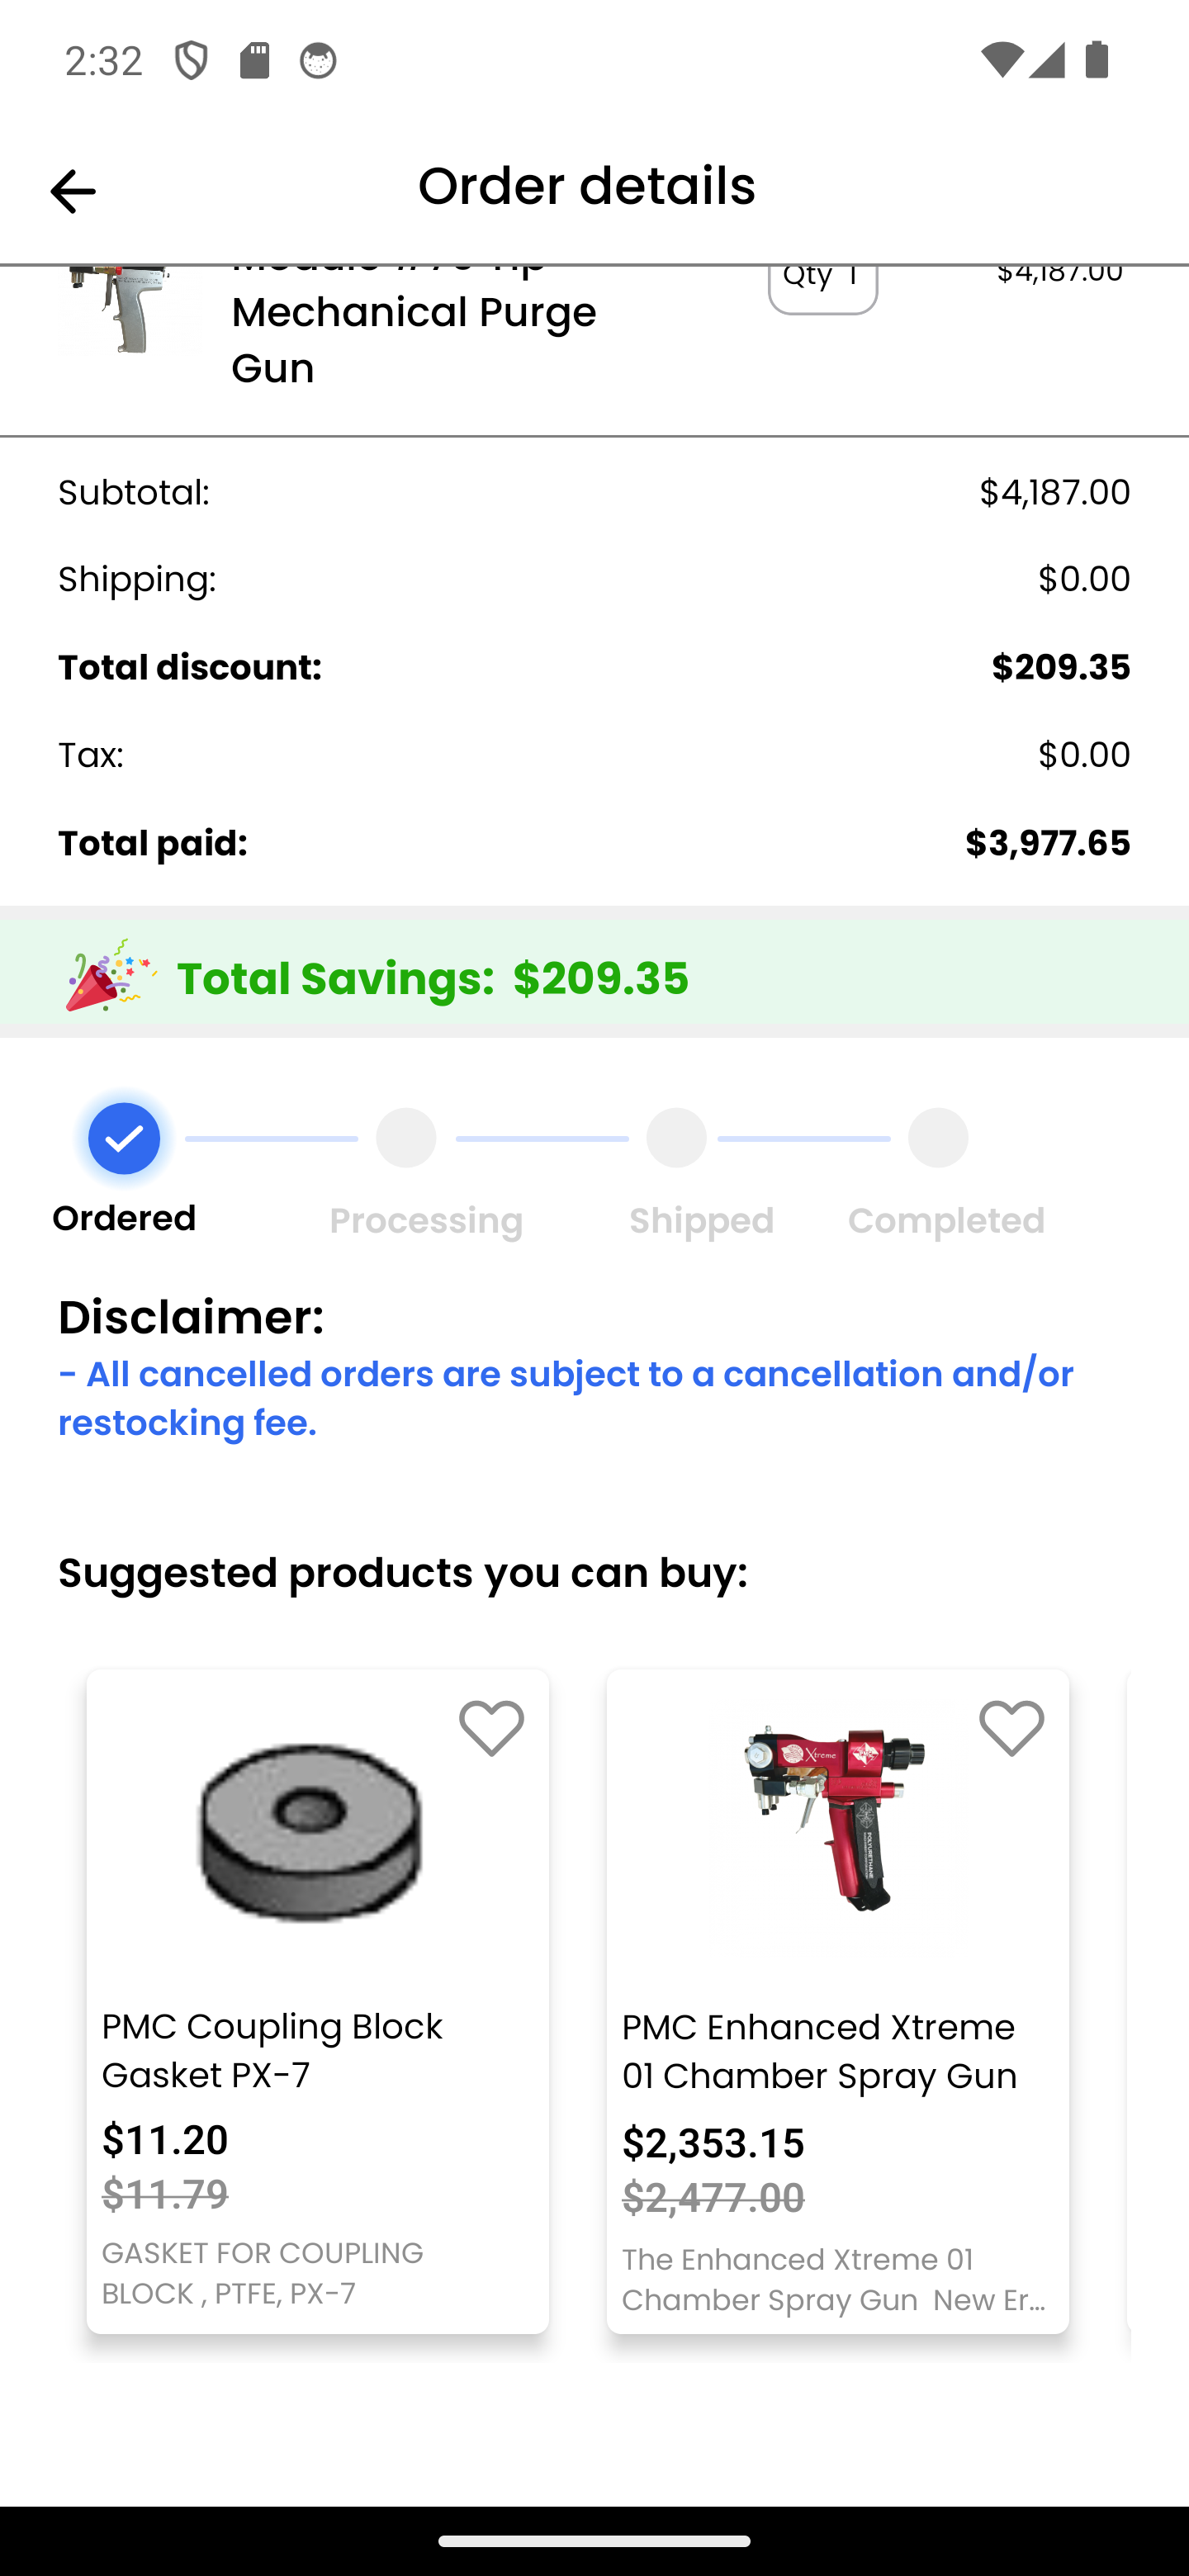 2:32
Order details
Mechanical Purge
Gun
Qty 1
$4,187.00
Subtotal:
$4,187.00
Shipping:
$0.00
Total discount:
$209.35
Tax:
$0.00
Total paid:
$3,977.65
Total Savings: $209.35
Ordered
Processing
Shipped
Completed
Disclaimer:
- All cancelled orders are subject to a cancellation and/or
restocking fee.
Suggested products you can buy:
Xtreme
POLYURETHANE
PMC Coupling Block
Gasket PX-7
$11.20
$11.79
GASKET FOR COUPLING
BLOCK , PTFE, PX-7
PMC Enhanced Xtreme
01 Chamber Spray Gun
$2,353.15
$2,477.00
The Enhanced Xtreme 01
Chamber Spray Gun  New Er...